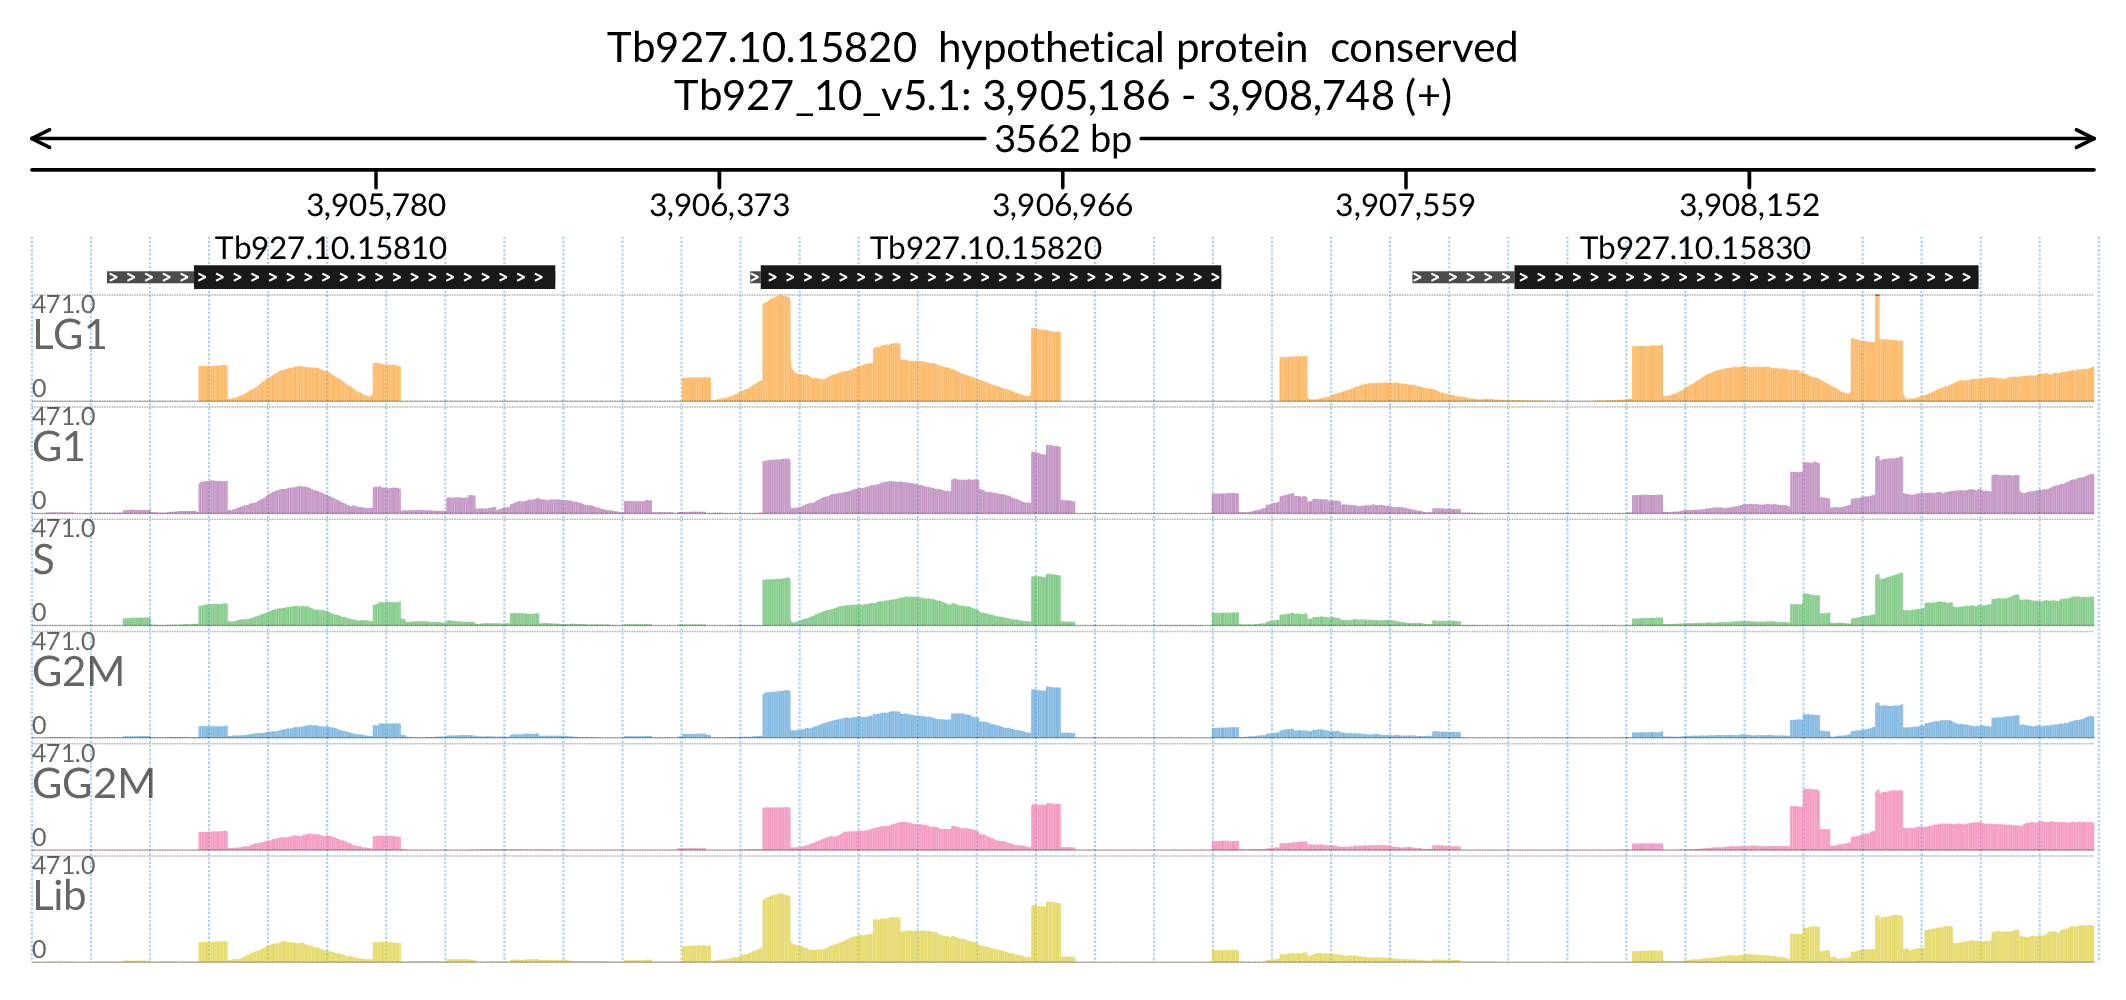 Tb927.10.15820  hypothetical protein  conserved
Tb927_10_v5.1: 3,905,186 - 3,908,748 (+)
3562 bp
3,905,780 3,906,373 3,906,966 3,907,559 3,908,152
Tb927.10.15810 Tb927.10.15820 Tb927.10.15830
471.0
LG1
0
471.0
G1
0
471.0
S
0
471.0
G2M
0
471.0
GG2M
0
471.0
Lib
0